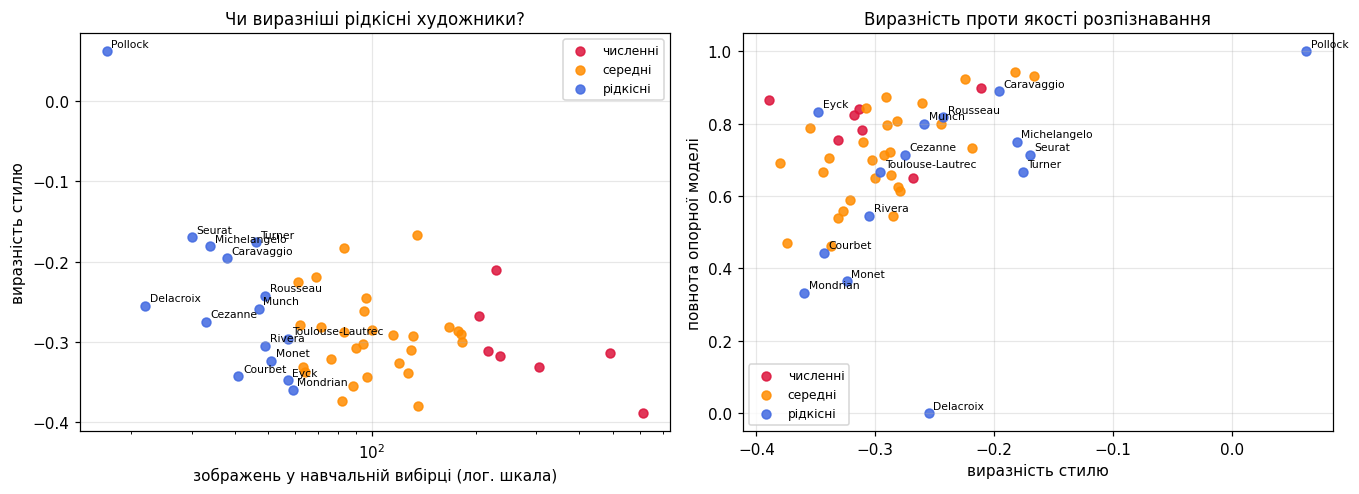 Чи виразніші рідкісні художники?
виразність стилю
0.0
−0.1
−0.2
−0.3
−0.4
Pollock
Seurat
Michelangelo
Turner
Caravaggio
Delacroix
Rousseau
Munch
Cezanne
Toulouse-Lautrec
Rivera
Monet
Courbet
Eyck
Mondrian
численні
середні
рідкісні
10²
зображень у навчальній вибірці (лог. шкала)
Виразність проти якості розпізнавання
повнота опорної моделі
1.0
0.8
0.6
0.4
0.2
0.0
Pollock
Caravaggio
Eyck
Rousseau
Munch
Michelangelo
Cezanne
Seurat
Toulouse-Lautrec
Turner
Rivera
Courbet
Monet
Mondrian
Delacroix
численні
середні
рідкісні
−0.4
−0.3
−0.2
−0.1
0.0
виразність стилю